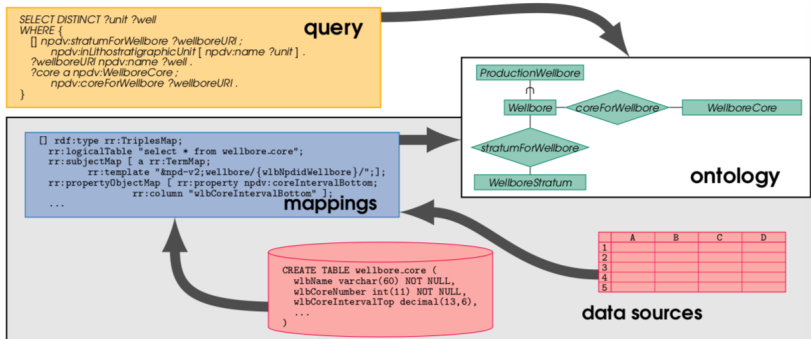 SELECT DISTINCT ?unit ?well
WHERE {
[] npdv:stratumForWellbore ?wellboreURI ;
npdv:inLithostratigraphicUnit [ npdv:name ?unit ] .
?wellboreURI npdv:name ?well .
?core a npdv:WellboreCore ;
npdv:coreForWellbore ?wellboreURI .
}
query
ProductionWellbore
∩
Wellbore
coreForWellbore
WellboreCore
stratumForWellbore
WellboreStratum
ontology
[] rdf:type rr:TriplesMap;
rr:logicalTable "select * from wellbore_core";
rr:subjectMap [ a rr:TermMap;
rr:template "&npd-v2;wellbore/{wlbNpdidWellbore}/";];
rr:propertyObjectMap [ rr:property npdv:coreIntervalBottom;
rr:column "wlbCoreIntervalBottom" ];
...
mappings
CREATE TABLE wellbore_core (
wlbName varchar(60) NOT NULL,
wlbCoreNumber int(11) NOT NULL,
wlbCoreIntervalTop decimal(13,6),
...
)
A B C D
1
2
3
4
5
data sources